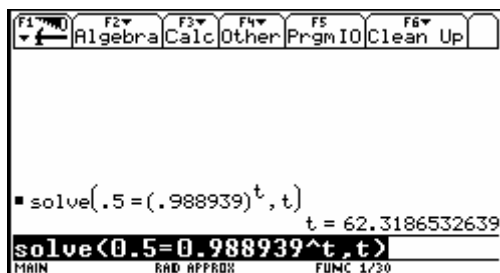 F1 F2 F3 F4 F5 F6
Algebra Calc Other PrgmIO Clean Up
solve(.5=(.988939)^t,t)
t = 62.3186532639
solve(0.5=0.988939^t,t)
MAIN RAD APPROX FUNC 1/30